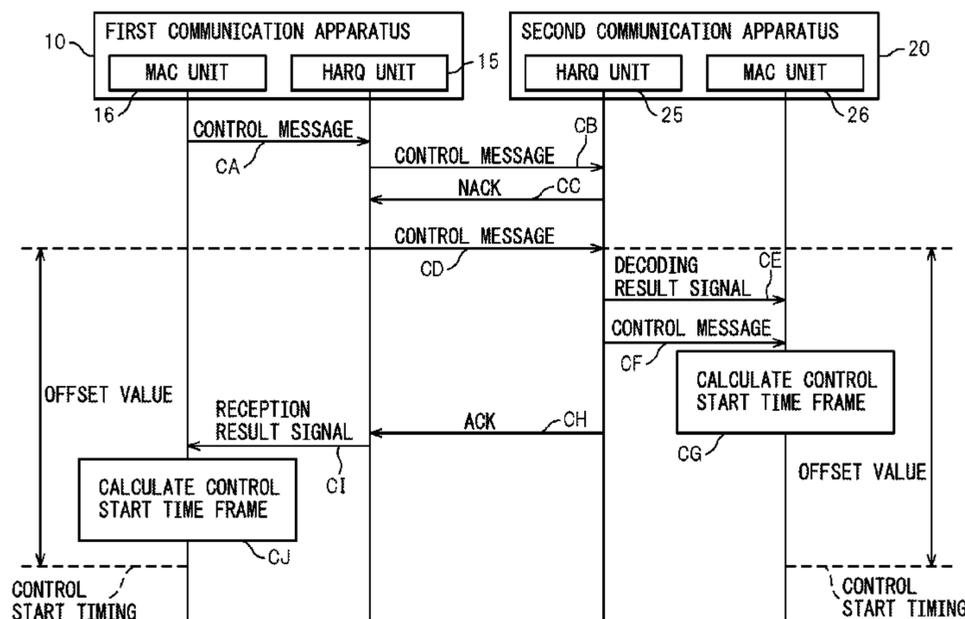 FIRST COMMUNICATION APPARATUS
SECOND COMMUNICATION APPARATUS
10
15
20
MAC UNIT
HARQ UNIT
HARQ UNIT
MAC UNIT
16
25
26
CONTROL MESSAGE
CA
CB
CONTROL MESSAGE
NACK
CC
CONTROL MESSAGE
CD
DECODING
RESULT SIGNAL
CE
CONTROL MESSAGE
CF
CALCULATE CONTROL
START TIME FRAME
CG
OFFSET VALUE
RECEPTION
RESULT SIGNAL
ACK
CH
CI
OFFSET VALUE
CALCULATE CONTROL
START TIME FRAME
CJ
CONTROL
START TIMING
CONTROL
START TIMING